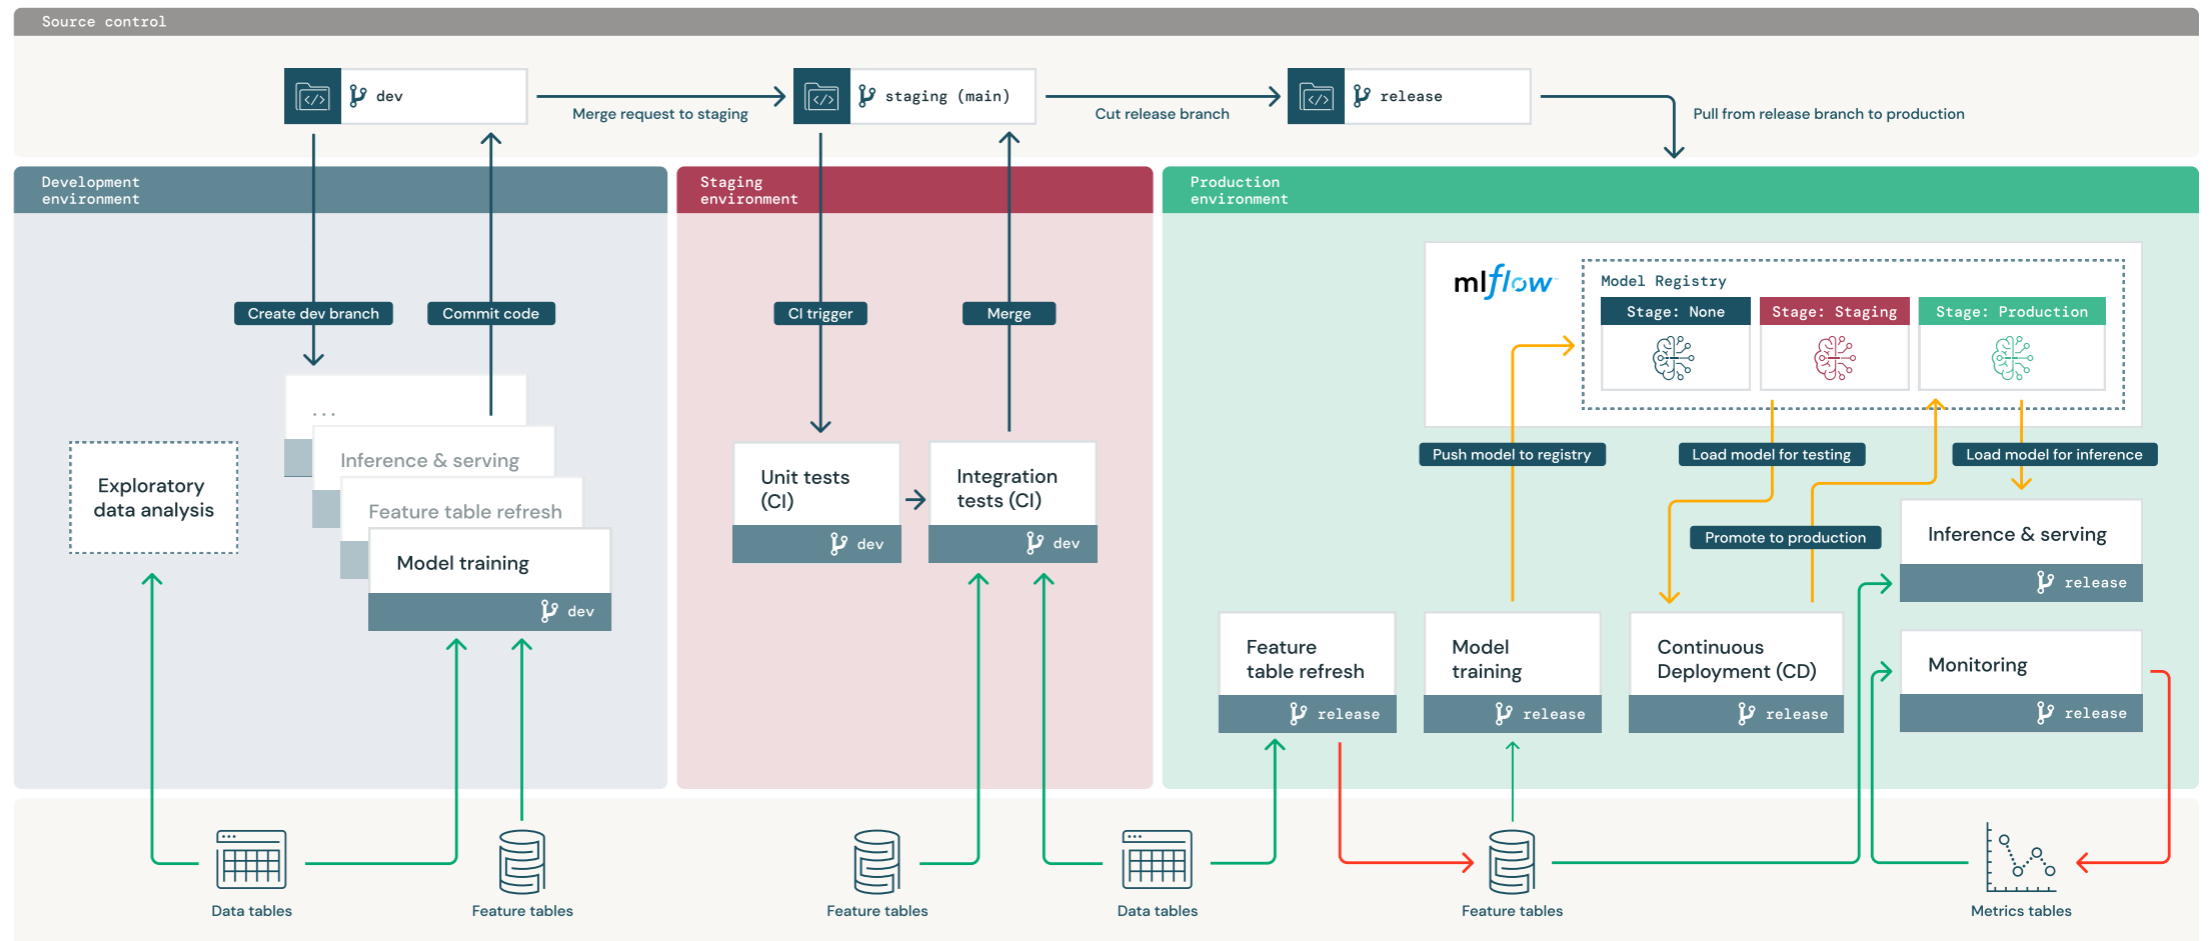 Source control
dev
Merge request to staging
staging (main)
Cut release branch
release
Pull from release branch to production
Development
environment
Create dev branch
Commit code
...
Inference & serving
Feature table refresh
Model training
dev
Exploratory
data analysis
Staging
environment
CI trigger
Merge
Unit tests
(CI)
dev
Integration
tests (CI)
dev
Production
environment
mlflow
Model Registry
Stage: None
Stage: Staging
Stage: Production
Push model to registry
Load model for testing
Load model for inference
Promote to production
Inference & serving
release
Feature
table refresh
release
Model
training
release
Continuous
Deployment (CD)
release
Monitoring
release
Data tables
Feature tables
Feature tables
Data tables
Feature tables
Metrics tables